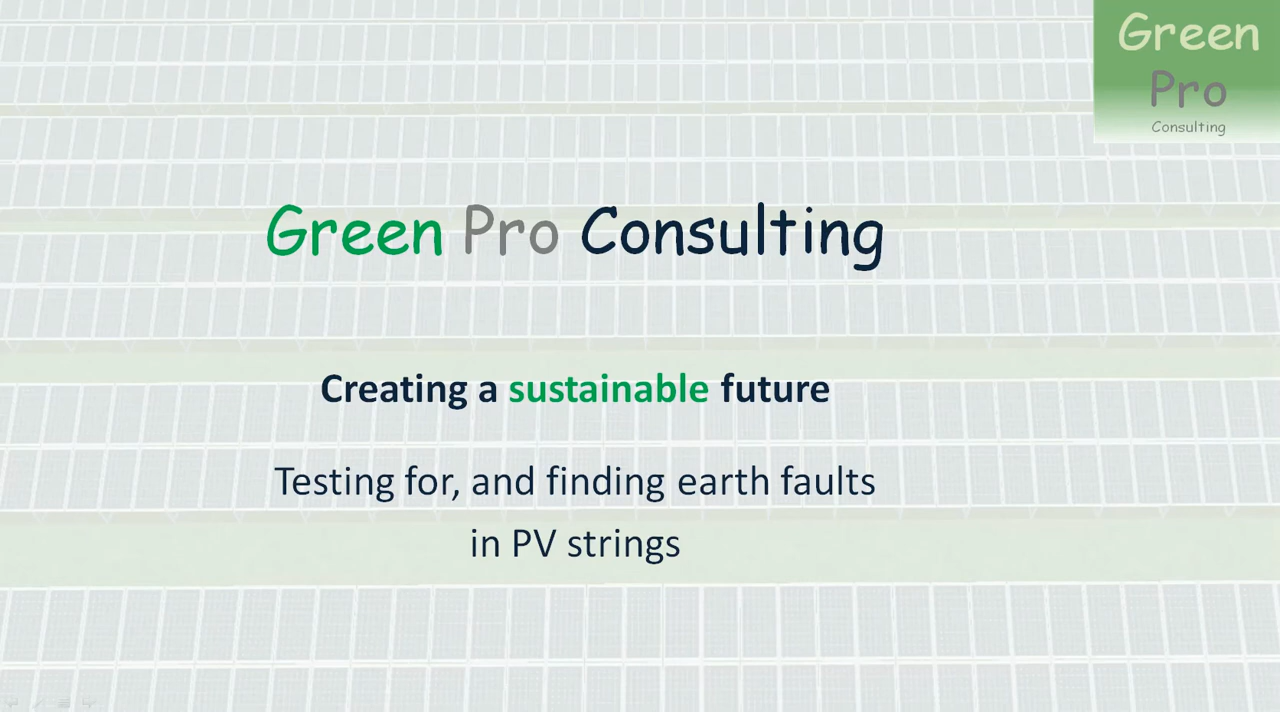 Green
Pro
Consulting
Green Pro Consulting
Creating a sustainable future
Testing for, and finding earth faults
in PV strings